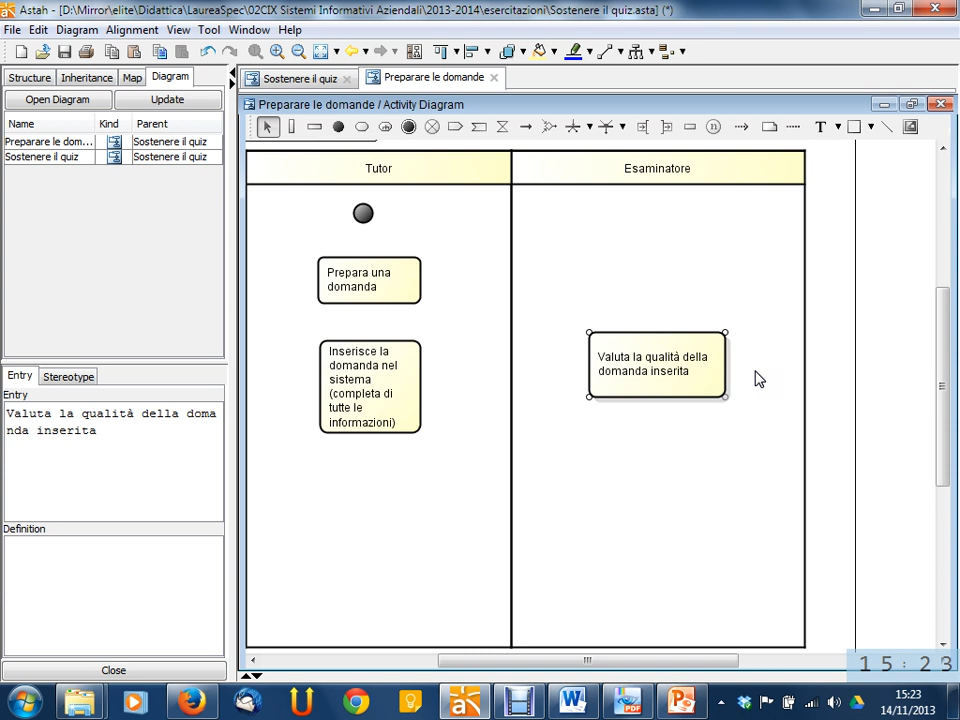 Astah - [D:\Mirror\elite\Didattica\LaureaSpec\02CIX Sistemi Informativi Aziendali\2013-2014\esercitazioni\Sostenere il quiz.asta] (*)
File Edit Diagram Alignment View Tool Window Help
Structure Inheritance Map Diagram
Sostenere il quiz Preparare le domande
Open Diagram Update
Preparare le domande / Activity Diagram
Name Kind Parent
Preparare le dom... Sostenere il quiz
Sostenere il quiz Sostenere il quiz
Tutor Esaminatore
Prepara una
domanda
Inserisce la
domanda nel
sistema
(completa di
tutte le
informazioni)
Valuta la qualità della
domanda inserita
Entry Stereotype
Entry
Valuta la qualità della doma
nda inserita
Definition
Close
15:23
15:23
14/11/2013